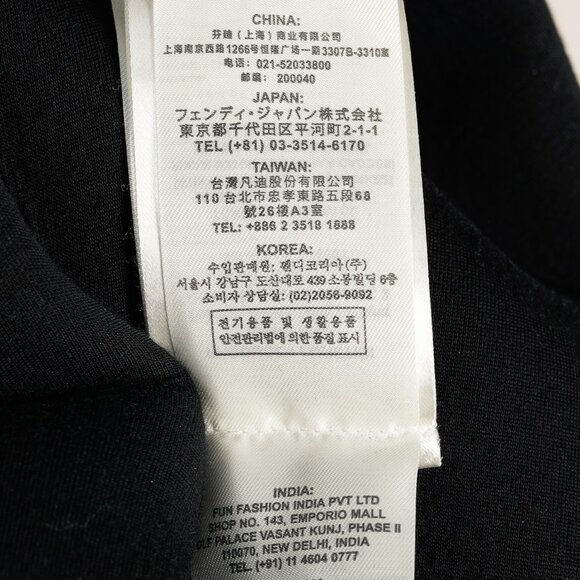 CHINA:
芬迪（上海）商业有限公司
上海南京西路1266号恒隆广场一期3307B-3310室
电话：021-52033800
邮编：200040
JAPAN:
フェンディ・ジャパン株式会社
東京都千代田区平河町2-1-1
TEL (+81) 03-3514-6170
TAIWAN:
台灣凡迪股份有限公司
110 台北市忠孝東路五段68
號26樓A3室
TEL: +886 2 3518 1888
KOREA:
수입판매원: 펜디코리아(주)
서울시 강남구 도산대로 439 소봉빌딩 6층
소비자 상담실: (02)2056-9092
전기용품 및 생활용품
안전관리법에 의한 품질 표시
INDIA:
FUN FASHION INDIA PVT LTD
SHOP NO. 143, EMPORIO MALL
PALACE VASANT KUNJ, PHASE II
110070, NEW DELHI, INDIA
TEL. (+91) 11 4604 0777